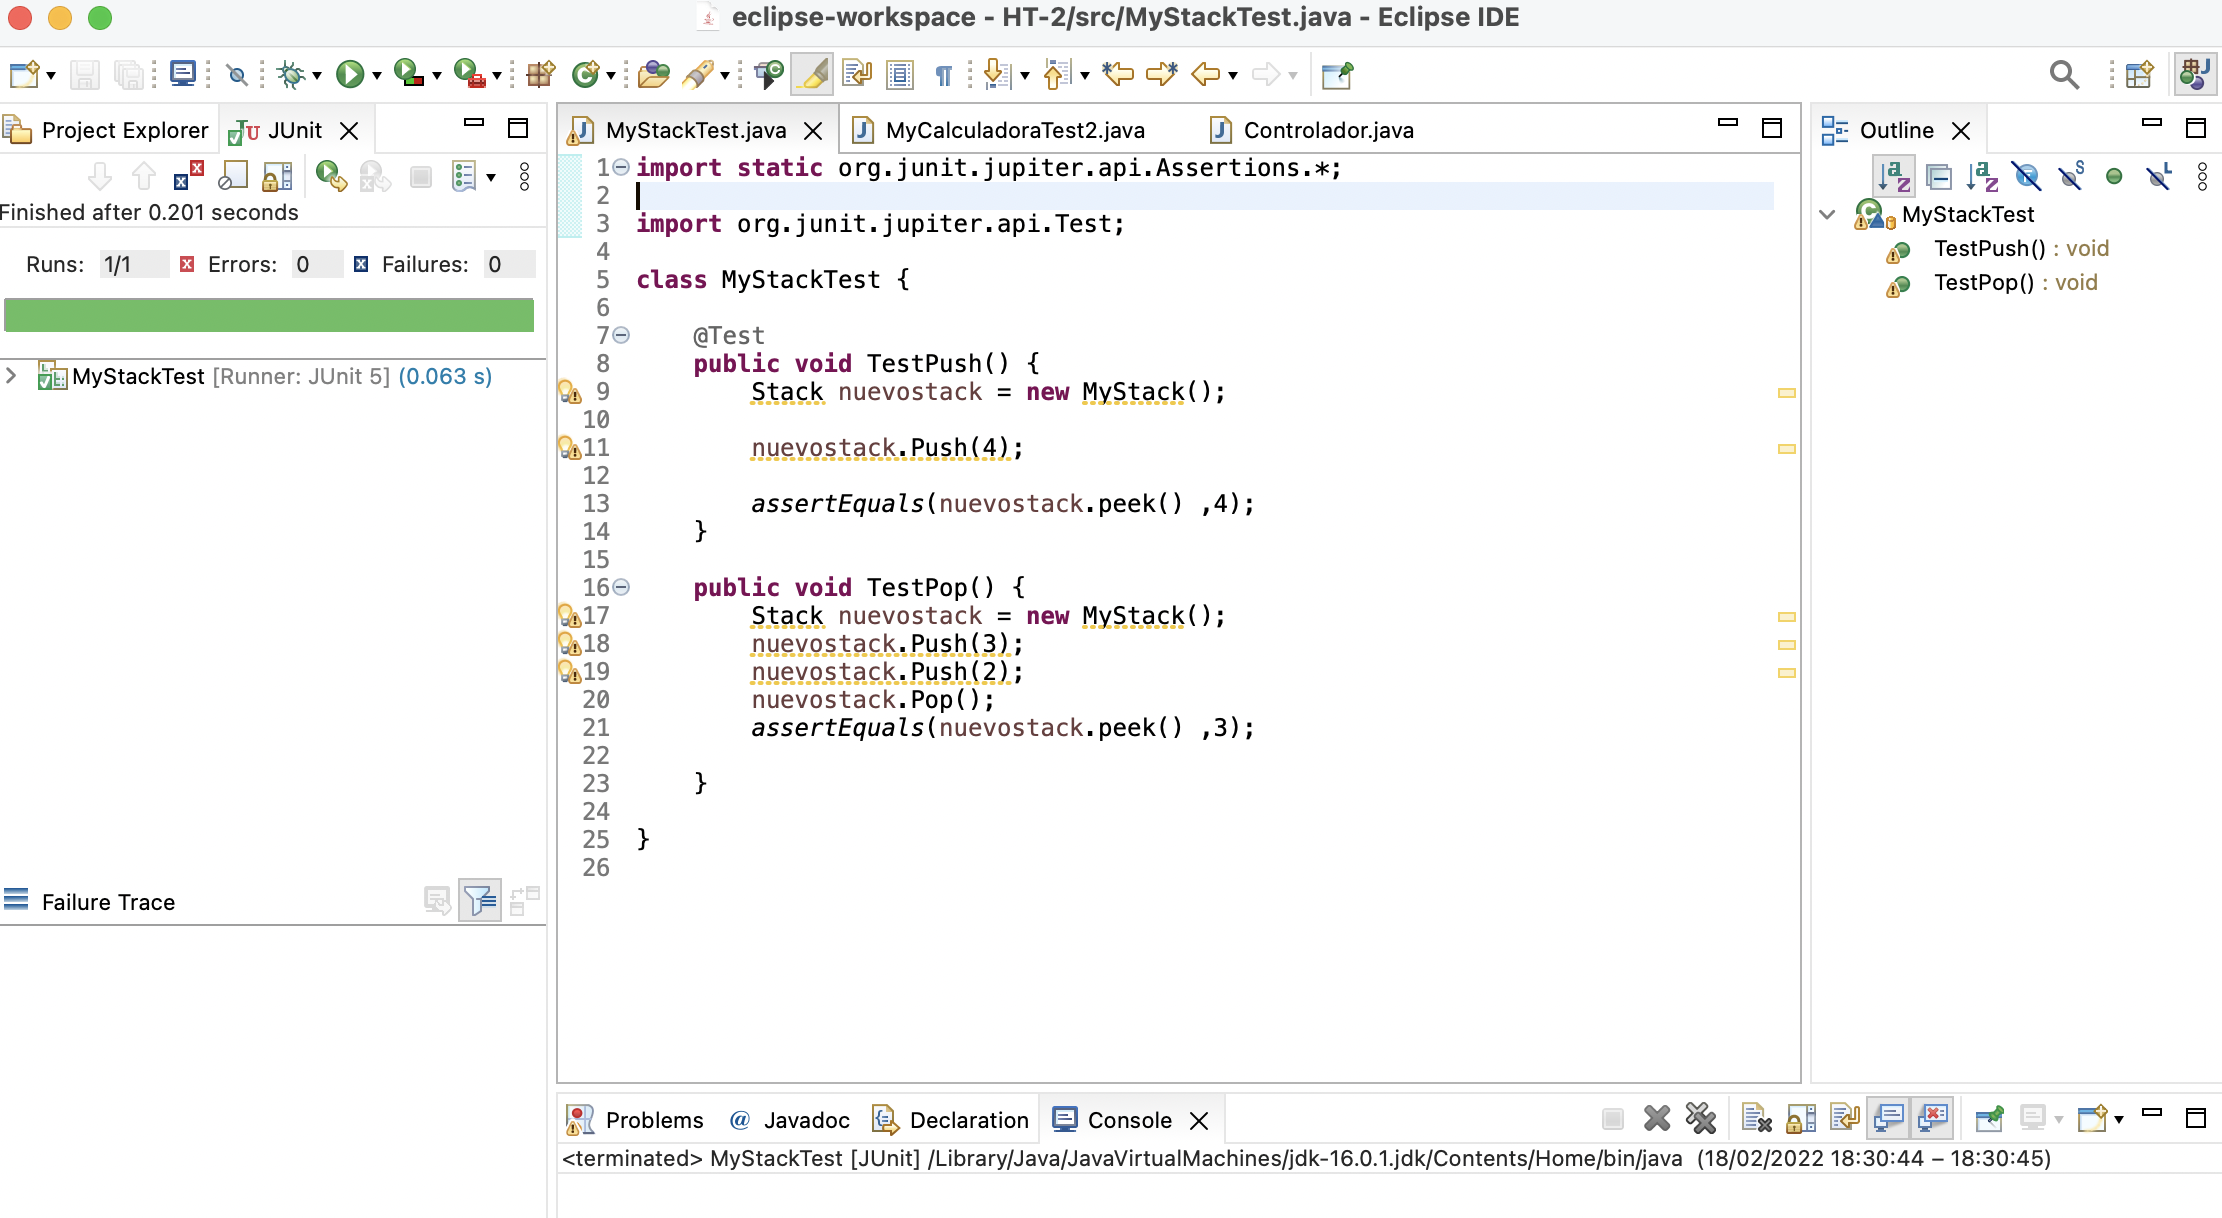 eclipse-workspace - HT-2/src/MyStackTest.java - Eclipse IDE
Project Explorer
JUnit
Finished after 0.201 seconds
Runs: 1/1 Errors: 0 Failures: 0
MyStackTest [Runner: JUnit 5] (0.063 s)
Failure Trace
MyStackTest.java
MyCalculadoraTest2.java
Controlador.java
1 import static org.junit.jupiter.api.Assertions.*;
2
3 import org.junit.jupiter.api.Test;
4
5 class MyStackTest {
6
7 @Test
8 public void TestPush() {
9 Stack nuevostack = new MyStack();
10
11 nuevostack.Push(4);
12
13 assertEquals(nuevostack.peek() ,4);
14 }
15
16 public void TestPop() {
17 Stack nuevostack = new MyStack();
18 nuevostack.Push(3);
19 nuevostack.Push(2);
20 nuevostack.Pop();
21 assertEquals(nuevostack.peek() ,3);
22
23 }
24
25 }
26
Outline
MyStackTest
TestPush() : void
TestPop() : void
Problems
@ Javadoc
Declaration
Console
<terminated> MyStackTest [JUnit] /Library/Java/JavaVirtualMachines/jdk-16.0.1.jdk/Contents/Home/bin/java (18/02/2022 18:30:44 – 18:30:45)